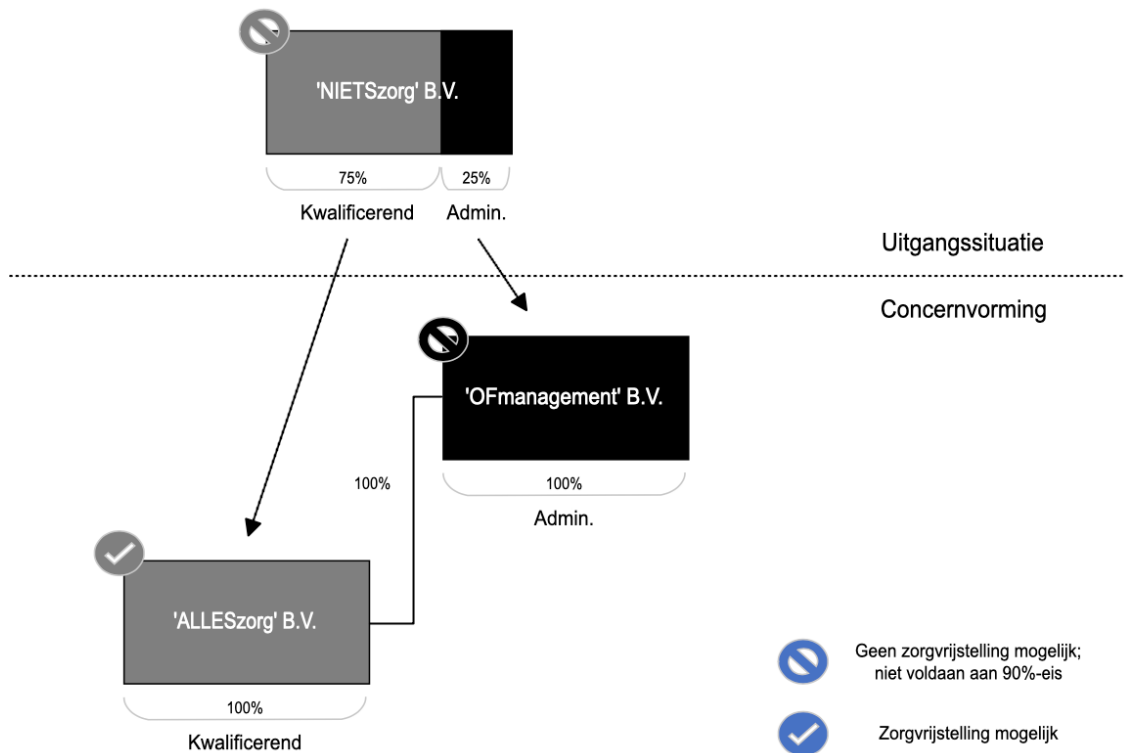 'NIETSzorg' B.V.
75%
25%
Kwalificerend
Admin.
Uitgangssituatie
Concernvorming
'OFmanagement' B.V.
100%
100%
Admin.
'ALLESzorg' B.V.
100%
Kwalificerend
Geen zorgvrijstelling mogelijk;
niet voldaan aan 90%-eis
Zorgvrijstelling mogelijk